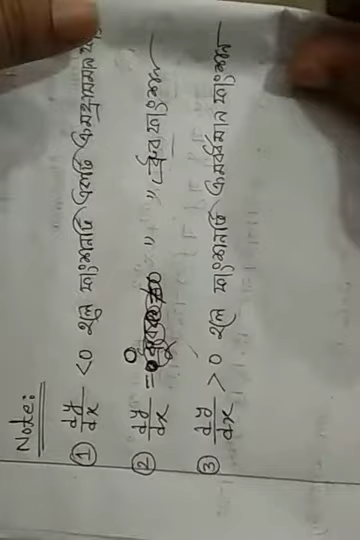 Note:
① dy/dx < 0 হলে ফাংশনটি একটি ক্রমহ্রাসমান
② dy/dx = 0 " " ধ্রুব ফাংশন
③ dy/dx > 0 হলে ফাংশনটি ক্রমবর্ধমান ফাংশন